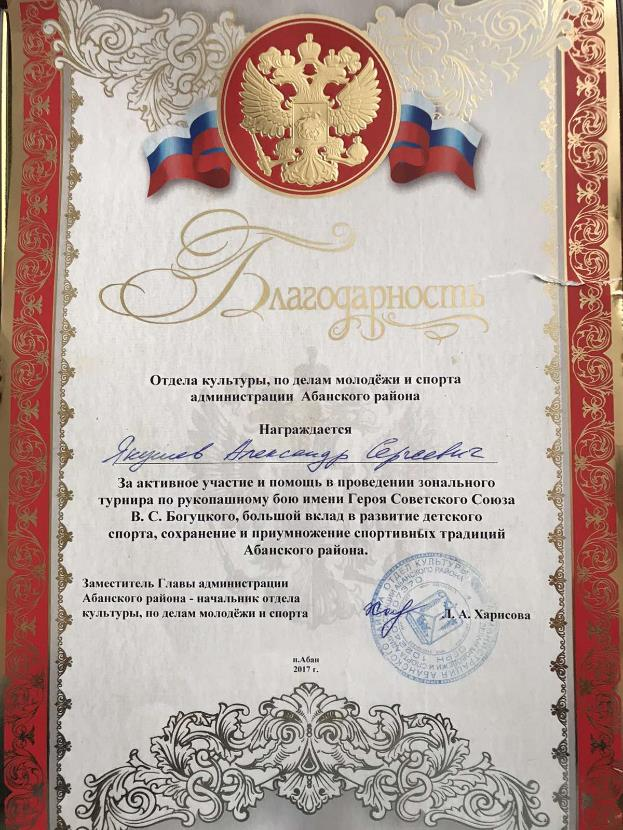 Благодарность
Отдела культуры, по делам молодёжи и спорта
администрации Абанского района
Награждается
Александр Сергеевич
За активное участие и помощь в проведении зонального
турнира по рукопашному бою имени Героя Советского Союза
В. С. Богуцкого, большой вклад в развитие детского
спорта, сохранение и приумножение спортивных традиций
Абанского района.
Заместитель Главы администрации
Абанского района - начальник отдела
культуры, по делам молодёжи и спорта
Л. А. Харисова
п.Абан
2017 г.